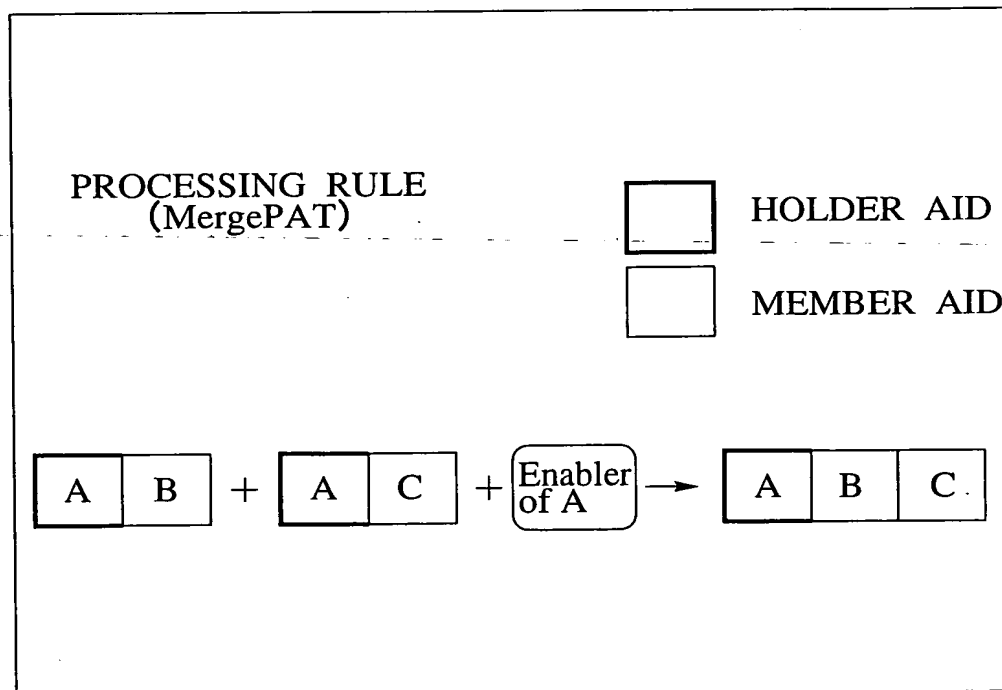 PROCESSING RULE
(MergePAT)
HOLDER AID
MEMBER AID
A B + A C + Enabler of A → A B C